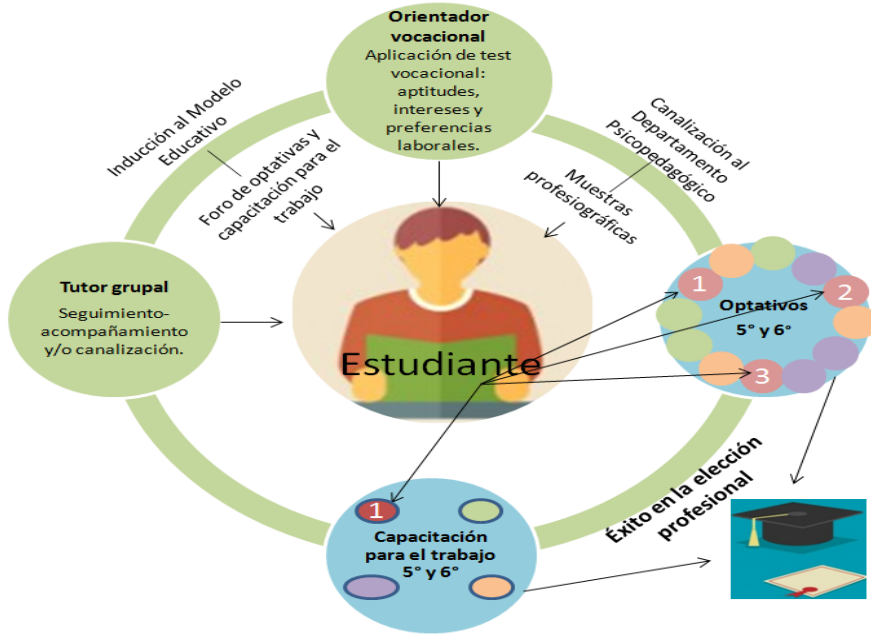 Orientador
vocacional
Aplicación de test
vocacional:
aptitudes,
intereses y
preferencias
laborales.
Inducción al Modelo
Educativo
Foro de optativas y
capacitación para el
trabajo
Canalización al
Departamento
Psicopedagógico
Muestras
profesiográficas
Tutor grupal
Seguimiento-
acompañamiento
y/o canalización.
Estudiante
1
2
Optativos
5° y 6°
3
1
Capacitación
para el trabajo
5° y 6°
Éxito en la elección
profesional